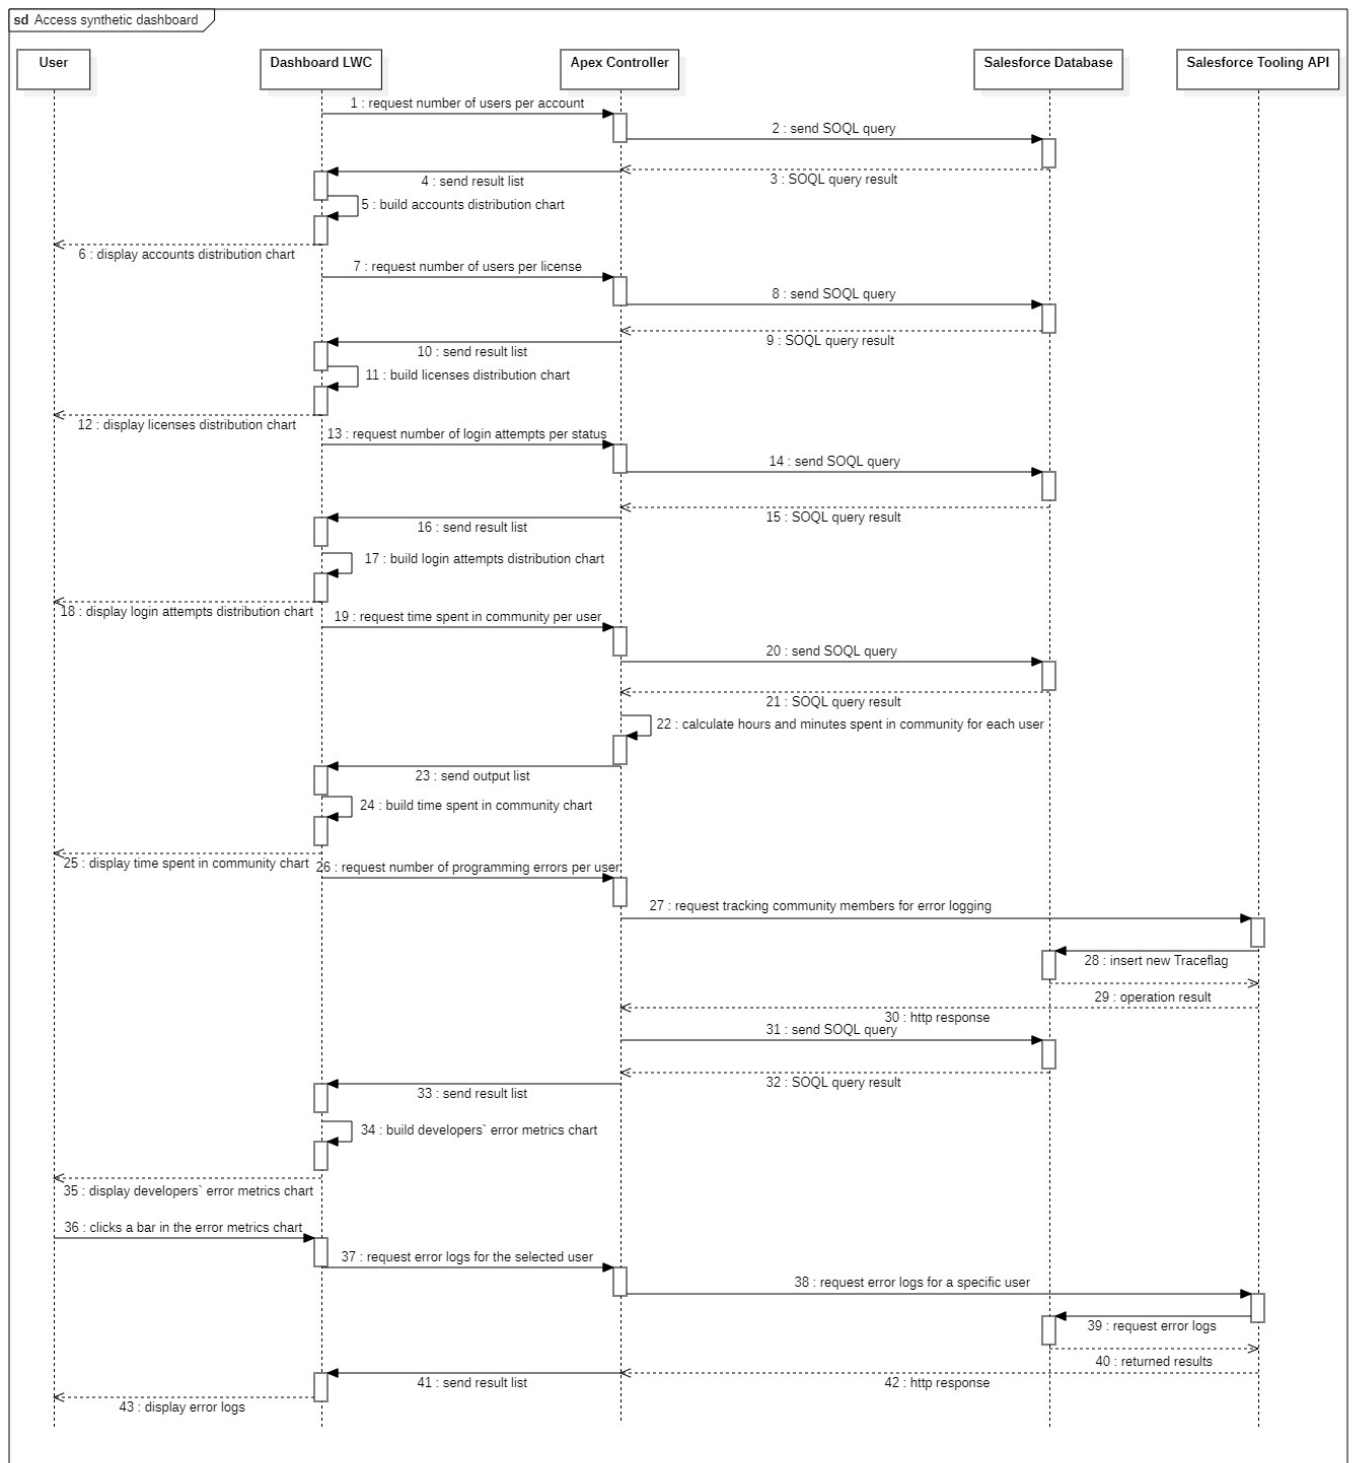 sd Access synthetic dashboard
User
Dashboard LWC
Apex Controller
Salesforce Database
Salesforce Tooling API
1 : request number of users per account
2 : send SOQL query
3 : SOQL query result
4 : send result list
5 : build accounts distribution chart
6 : display accounts distribution chart
7 : request number of users per license
8 : send SOQL query
9 : SOQL query result
10 : send result list
11 : build licenses distribution chart
12 : display licenses distribution chart
13 : request number of login attempts per status
14 : send SOQL query
15 : SOQL query result
16 : send result list
17 : build login attempts distribution chart
18 : display login attempts distribution chart
19 : request time spent in community per user
20 : send SOQL query
21 : SOQL query result
22 : calculate hours and minutes spent in community for each user
23 : send output list
24 : build time spent in community chart
25 : display time spent in community chart
26 : request number of programming errors per user
27 : request tracking community members for error logging
28 : insert new Traceflag
29 : operation result
30 : http response
31 : send SOQL query
32 : SOQL query result
33 : send result list
34 : build developers` error metrics chart
35 : display developers` error metrics chart
36 : clicks a bar in the error metrics chart
37 : request error logs for the selected user
38 : request error logs for a specific user
39 : request error logs
40 : returned results
41 : send result list
42 : http response
43 : display error logs